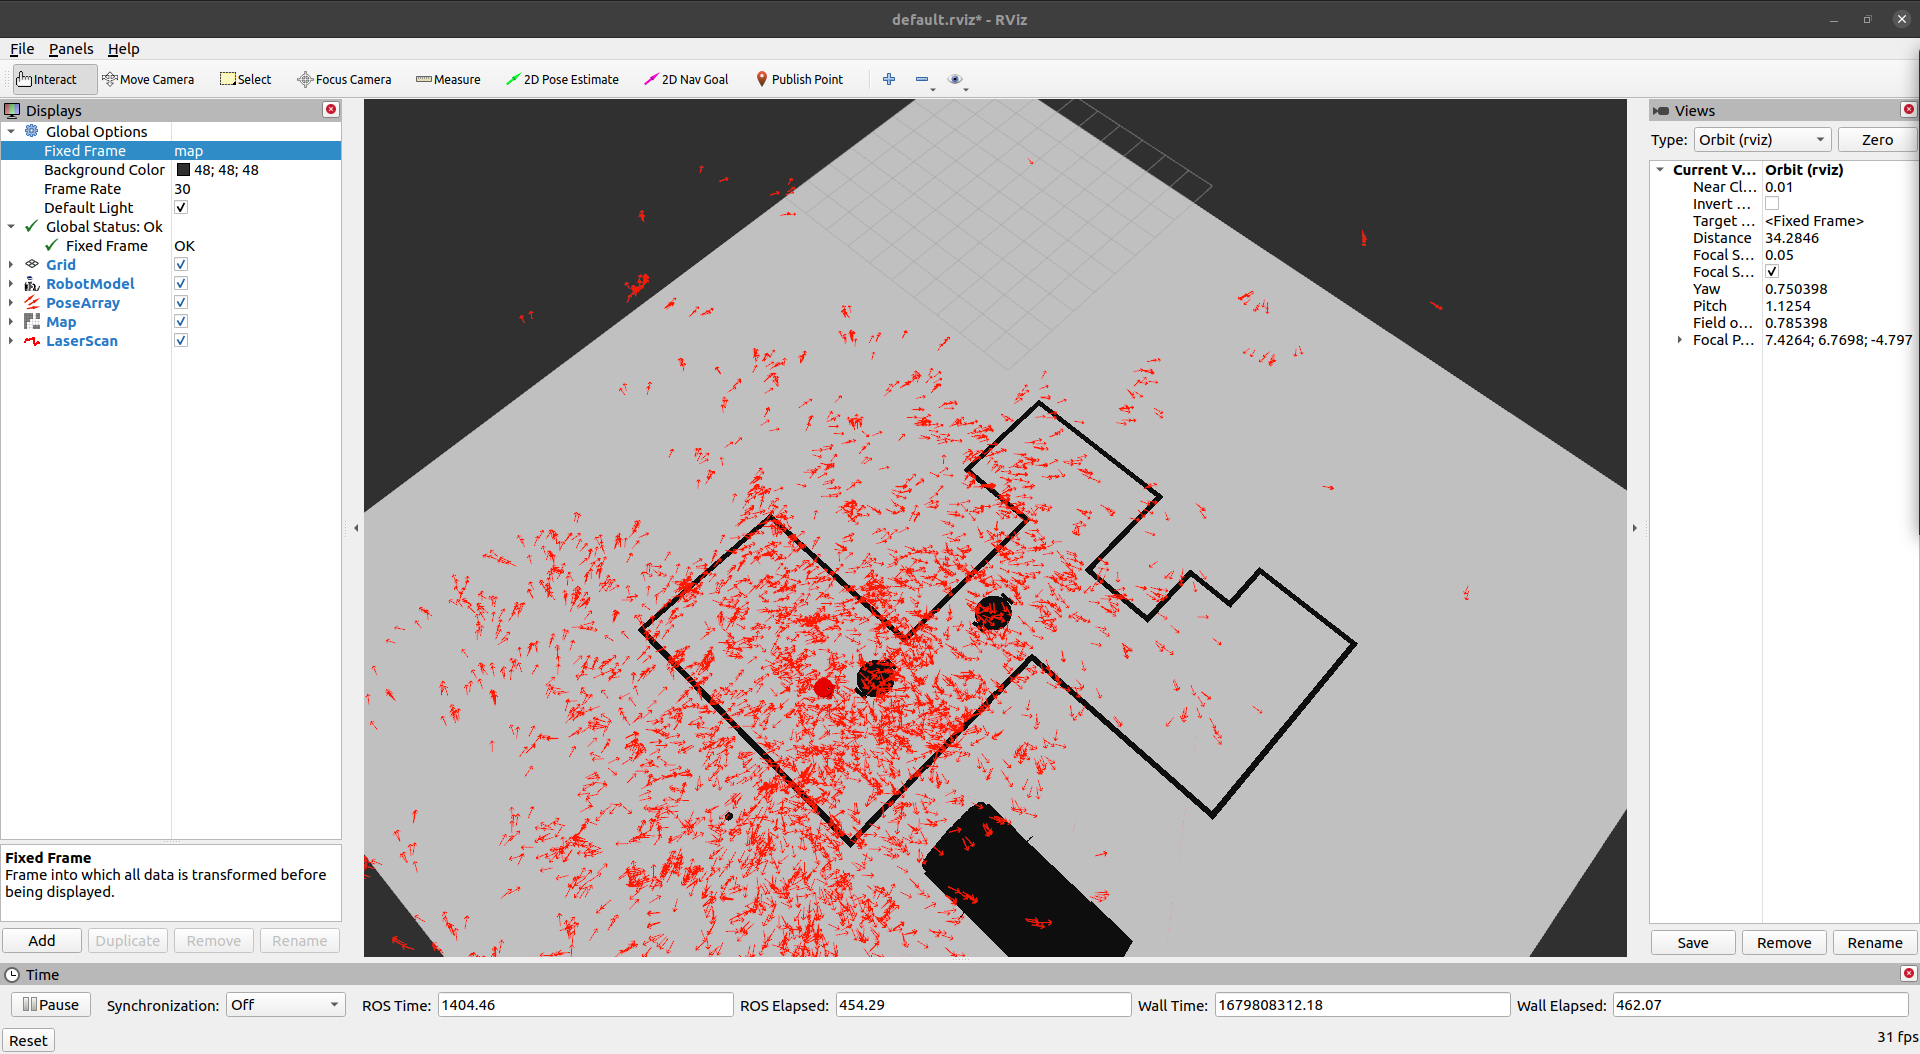 default.rviz* - RViz
File Panels Help
Interact Move Camera Select Focus Camera Measure 2D Pose Estimate 2D Nav Goal Publish Point
Displays
Global Options
Fixed Frame map
Background Color 48; 48; 48
Frame Rate 30
Default Light
Global Status: Ok
Fixed Frame OK
Grid
RobotModel
PoseArray
Map
LaserScan
Fixed Frame
Frame into which all data is transformed before
being displayed.
Add Duplicate Remove Rename
Views
Type: Orbit (rviz) Zero
Current V... Orbit (rviz)
Near Cl... 0.01
Invert ...
Target ... <Fixed Frame>
Distance 34.2846
Focal S... 0.05
Focal S...
Yaw 0.750398
Pitch 1.1254
Field o... 0.785398
Focal P... 7.4264; 6.7698; -4.797
Save Remove Rename
Time
Pause Synchronization: Off ROS Time: 1404.46 ROS Elapsed: 454.29 Wall Time: 1679808312.18 Wall Elapsed: 462.07
Reset 31 fps